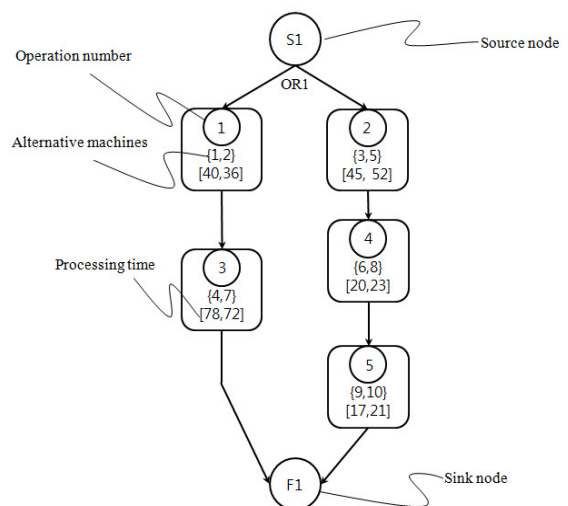 S1
Source node
Operation number
OR1
1
2
Alternative machines
{1,2}
{3,5}
[40,36]
[45, 52]
4
Processing time
3
{6,8}
{4,7}
[20,23]
[78,72]
5
{9,10}
[17,21]
F1
Sink node